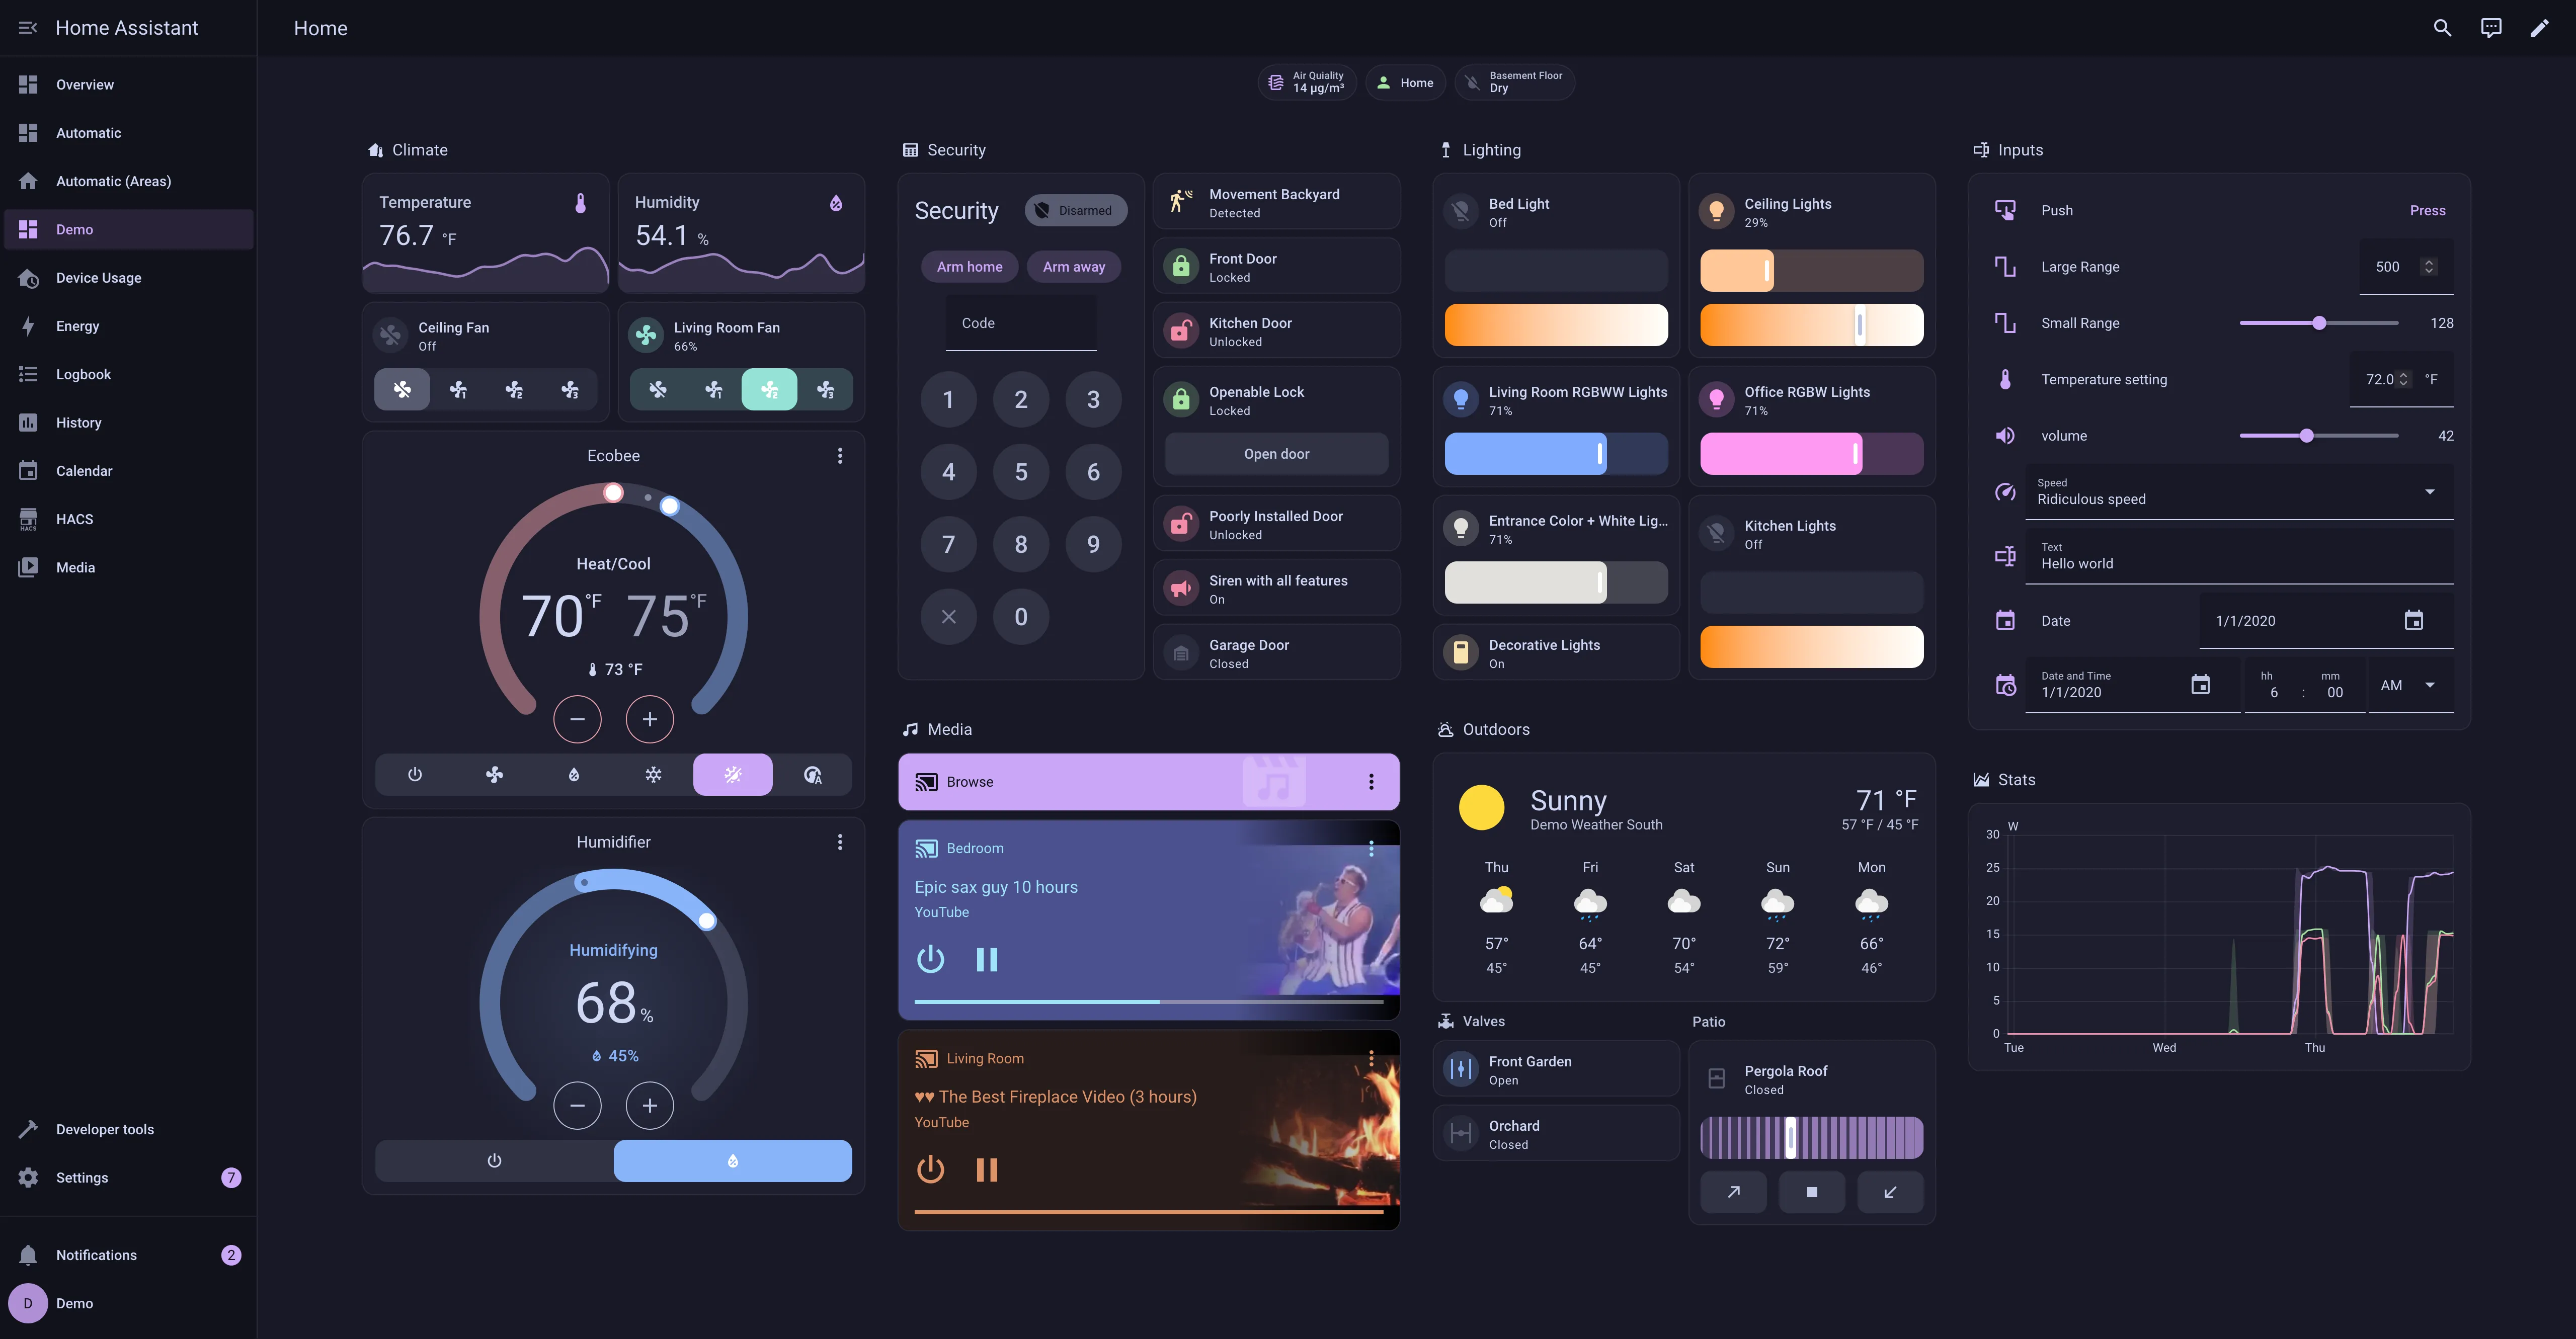 Home Assistant
Overview
Automatic
Automatic (Areas)
Demo
Device Usage
Energy
Logbook
History
Calendar
HACS
HACS
Media
Developer tools
Settings
7
Notifications
2
D
Demo
Home
Air Quiality
14 µg/m³
Home
Basement Floor
Dry
Climate
Temperature
76.7 °F
Humidity
54.1 %
Ceiling Fan
Off
1
2
3
Living Room Fan
66%
1
2
3
Ecobee
Heat/Cool
70 °F 75 °F
73 °F
A
Humidifier
Humidifying
68 %
45%
Security
Security
Disarmed
Arm home
Arm away
Code
1 2 3
4 5 6
7 8 9
0
Movement Backyard
Detected
Front Door
Locked
Kitchen Door
Unlocked
Openable Lock
Locked
Open door
Poorly Installed Door
Unlocked
Siren with all features
On
Garage Door
Closed
Media
Browse
Bedroom
Epic sax guy 10 hours
YouTube
Living Room
♥♥ The Best Fireplace Video (3 hours)
YouTube
Lighting
Bed Light
Off
Ceiling Lights
29%
Living Room RGBWW Lights
71%
Office RGBW Lights
71%
Entrance Color + White Lig...
71%
Kitchen Lights
Off
Decorative Lights
On
Outdoors
Sunny
Demo Weather South
71 °F
57 °F / 45 °F
Thu Fri Sat Sun Mon
57° 64° 70° 72° 66°
45° 45° 54° 59° 46°
Valves
Front Garden
Open
Orchard
Closed
Patio
Pergola Roof
Closed
Inputs
Push
Press
Large Range
500
Small Range
128
Temperature setting
72.0 °F
volume
42
Speed
Ridiculous speed
Text
Hello world
Date
1/1/2020
Date and Time
1/1/2020
hh
6
:
mm
00
AM
Stats
W
30
25
20
15
10
5
0
Tue Wed Thu